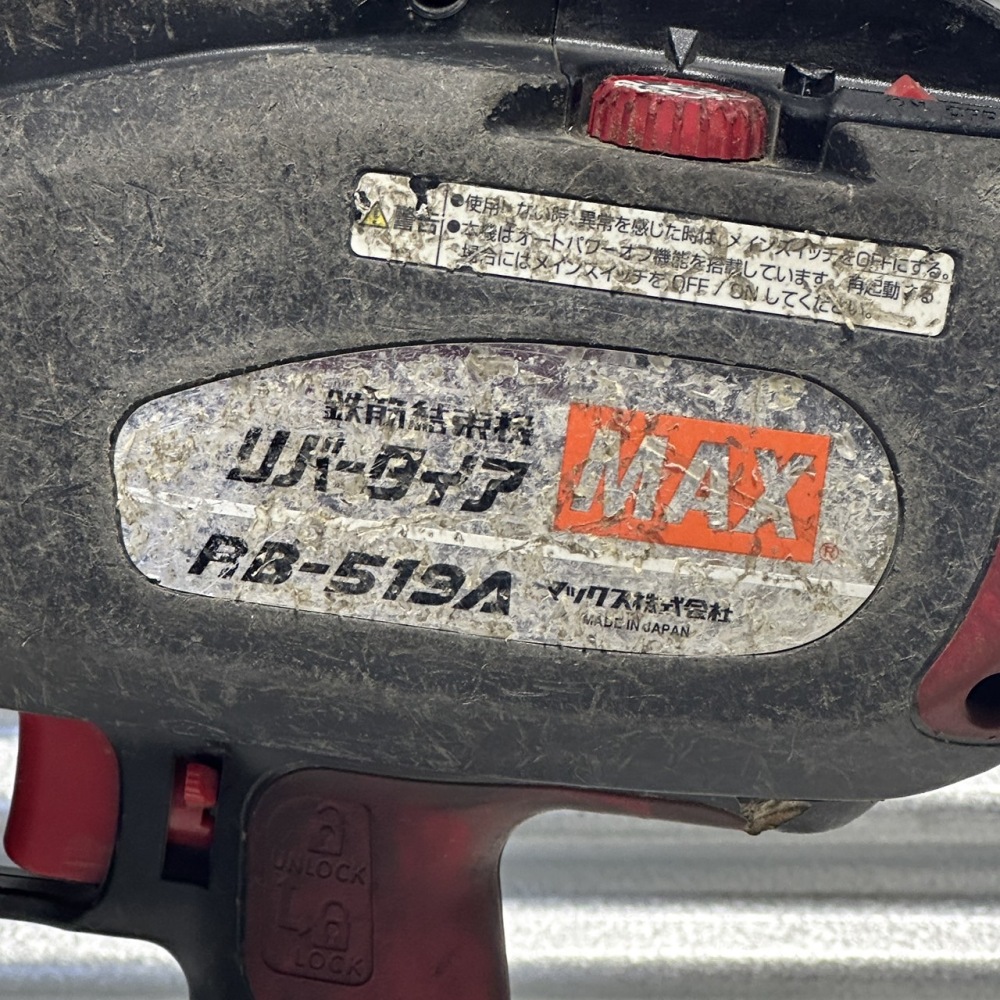 警告
●使用しない時、異常を感じた時は、メインスイッチをOFFにする。
●本機はオートパワーオフ機能を搭載しています。再起動する
場合にはメインスイッチを OFF / ON してください。
鉄筋結束機
リバータイア
MAX®
RB-519A
マックス株式会社
MADE IN JAPAN
UNLOCK
LOCK